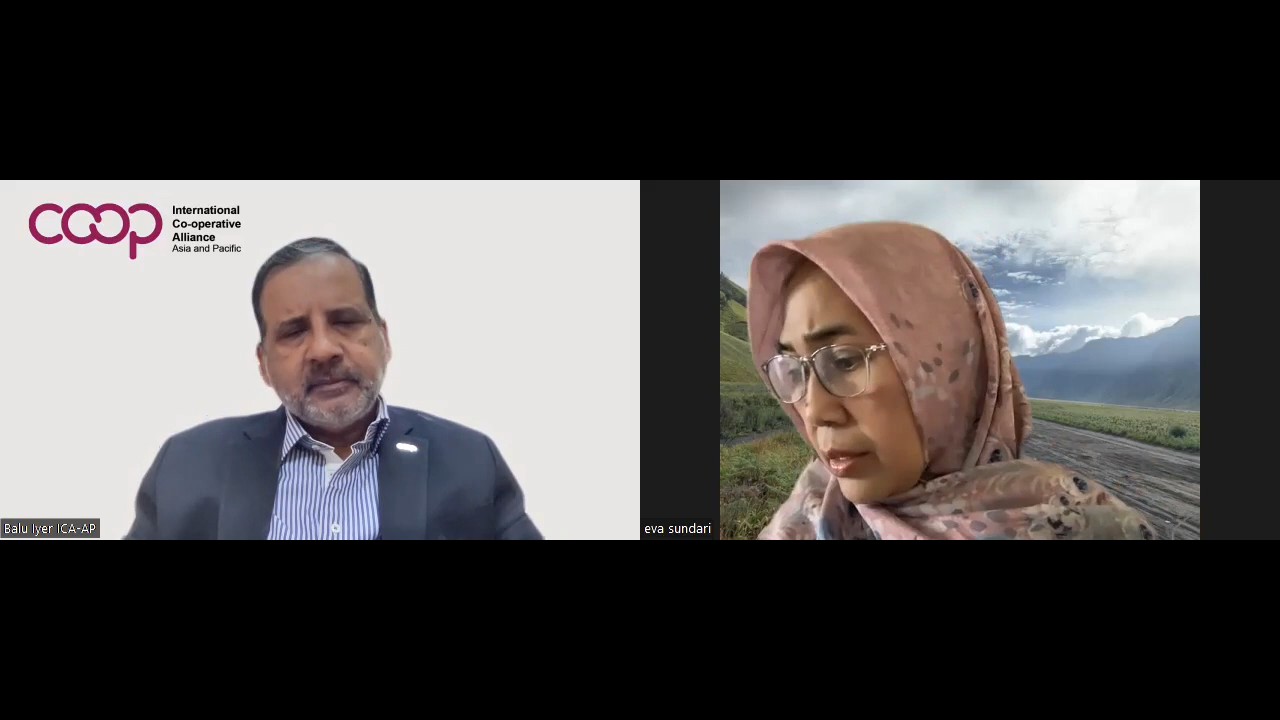 coop
International
Co-operative
Alliance
Asia and Pacific
Balu Iyer ICA-AP
eva sundari